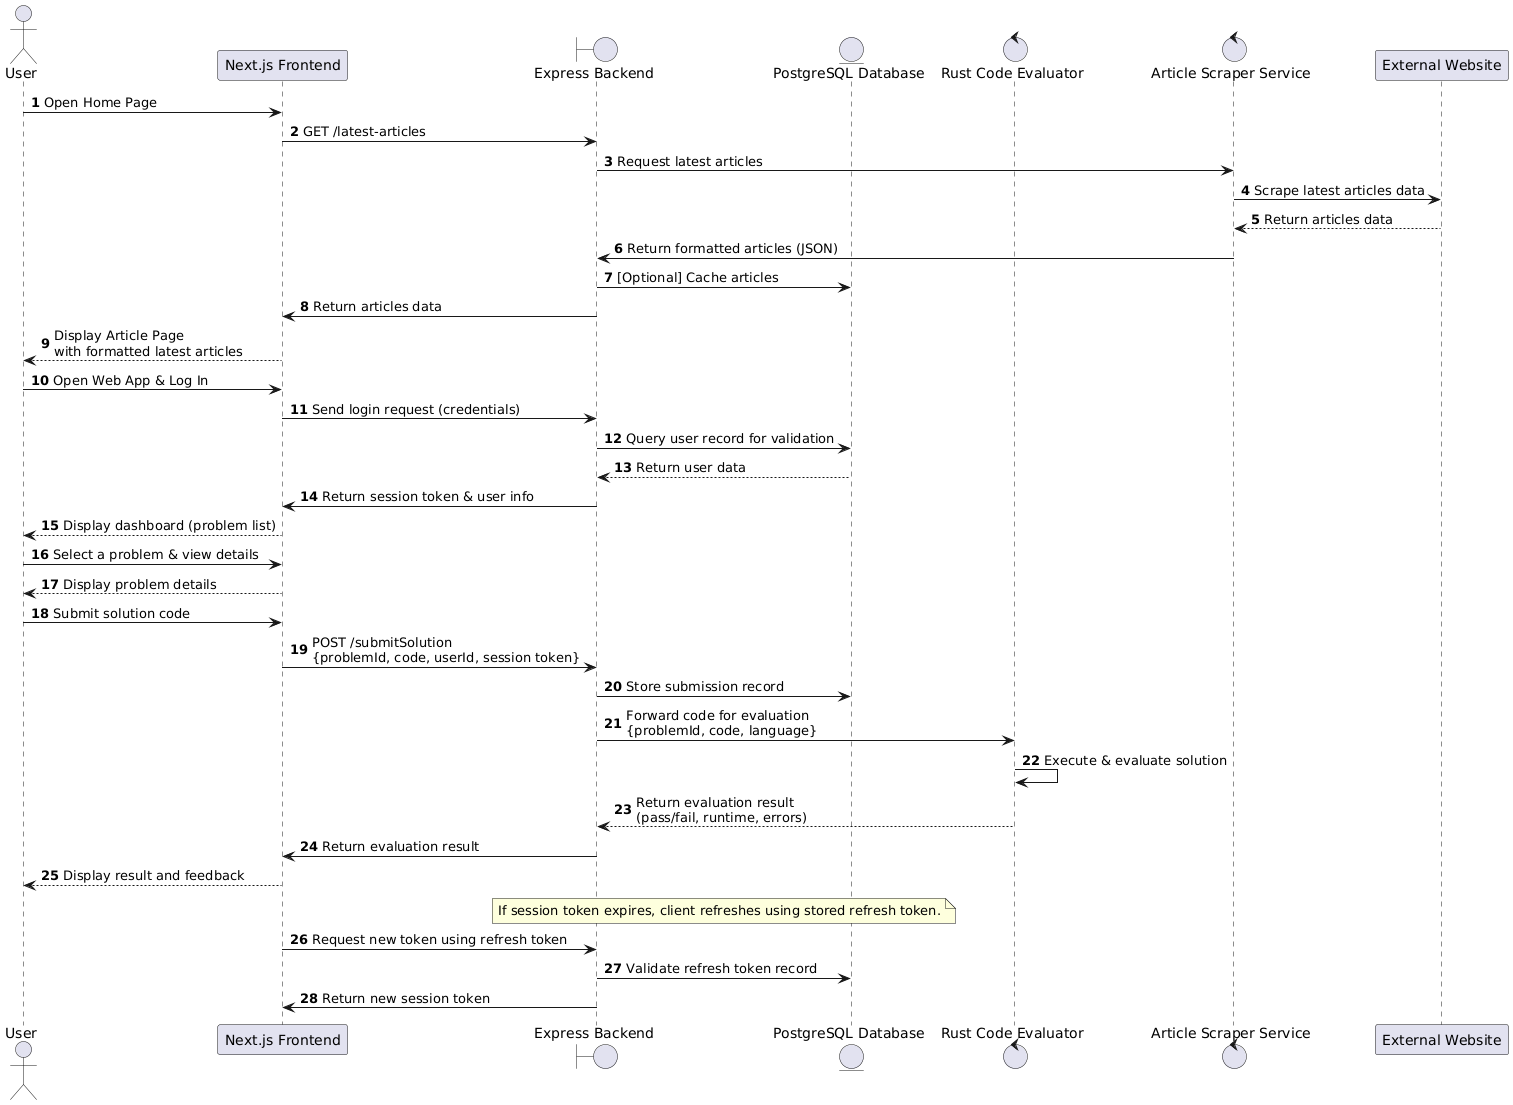 User
Next.js Frontend
Express Backend
PostgreSQL Database
Rust Code Evaluator
Article Scraper Service
External Website
1 Open Home Page
2 GET /latest-articles
3 Request latest articles
4 Scrape latest articles data
5 Return articles data
6 Return formatted articles (JSON)
7 [Optional] Cache articles
8 Return articles data
9 Display Article Page
with formatted latest articles
10 Open Web App & Log In
11 Send login request (credentials)
12 Query user record for validation
13 Return user data
14 Return session token & user info
15 Display dashboard (problem list)
16 Select a problem & view details
17 Display problem details
18 Submit solution code
19 POST /submitSolution
{problemId, code, userId, session token}
20 Store submission record
21 Forward code for evaluation
{problemId, code, language}
22 Execute & evaluate solution
23 Return evaluation result
(pass/fail, runtime, errors)
24 Return evaluation result
25 Display result and feedback
If session token expires, client refreshes using stored refresh token.
26 Request new token using refresh token
27 Validate refresh token record
28 Return new session token
User
Next.js Frontend
Express Backend
PostgreSQL Database
Rust Code Evaluator
Article Scraper Service
External Website